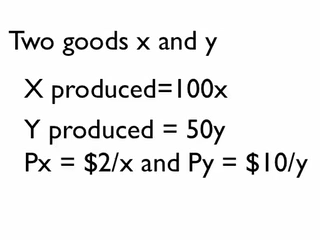 Two goods x and y
X produced=100x
Y produced = 50y
Px = $2/x and Py = $10/y